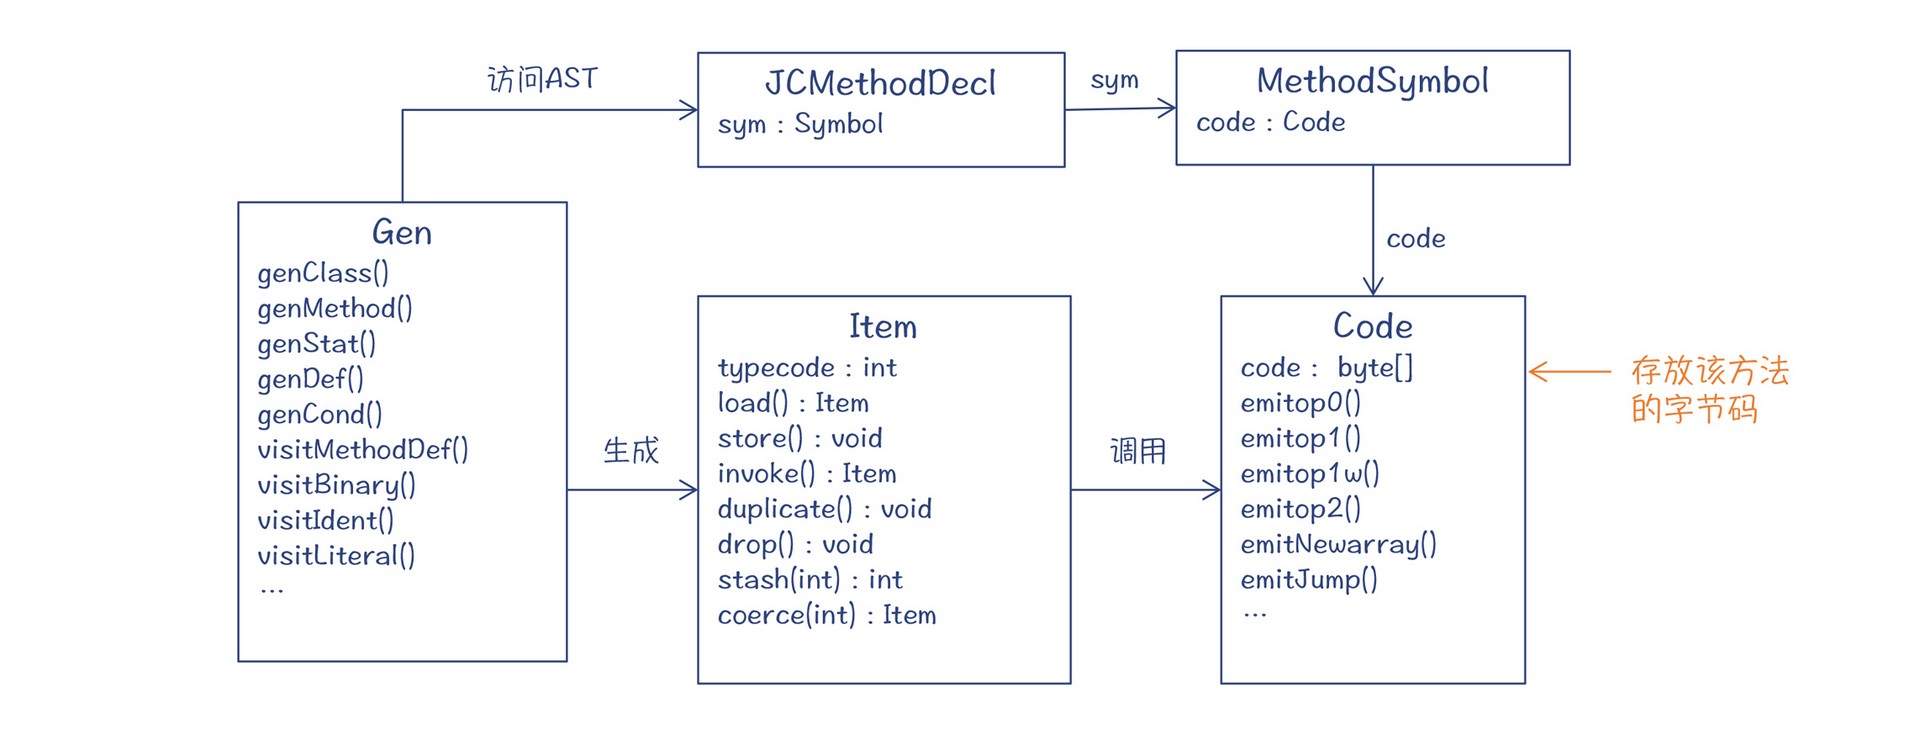 访问AST
JCMethodDecl
sym : Symbol
sym
MethodSymbol
code : Code
code
Gen
genClass()
genMethod()
genStat()
genDef()
genCond()
visitMethodDef()
visitBinary()
visitIdent()
visitLiteral()
...
生成
Item
typecode : int
load() : Item
store() : void
invoke() : Item
duplicate() : void
drop() : void
stash(int) : int
coerce(int) : Item
调用
Code
code : byte[]
emitop0()
emitop1()
emitop1w()
emitop2()
emitNewarray()
emitJump()
...
存放该方法
的字节码